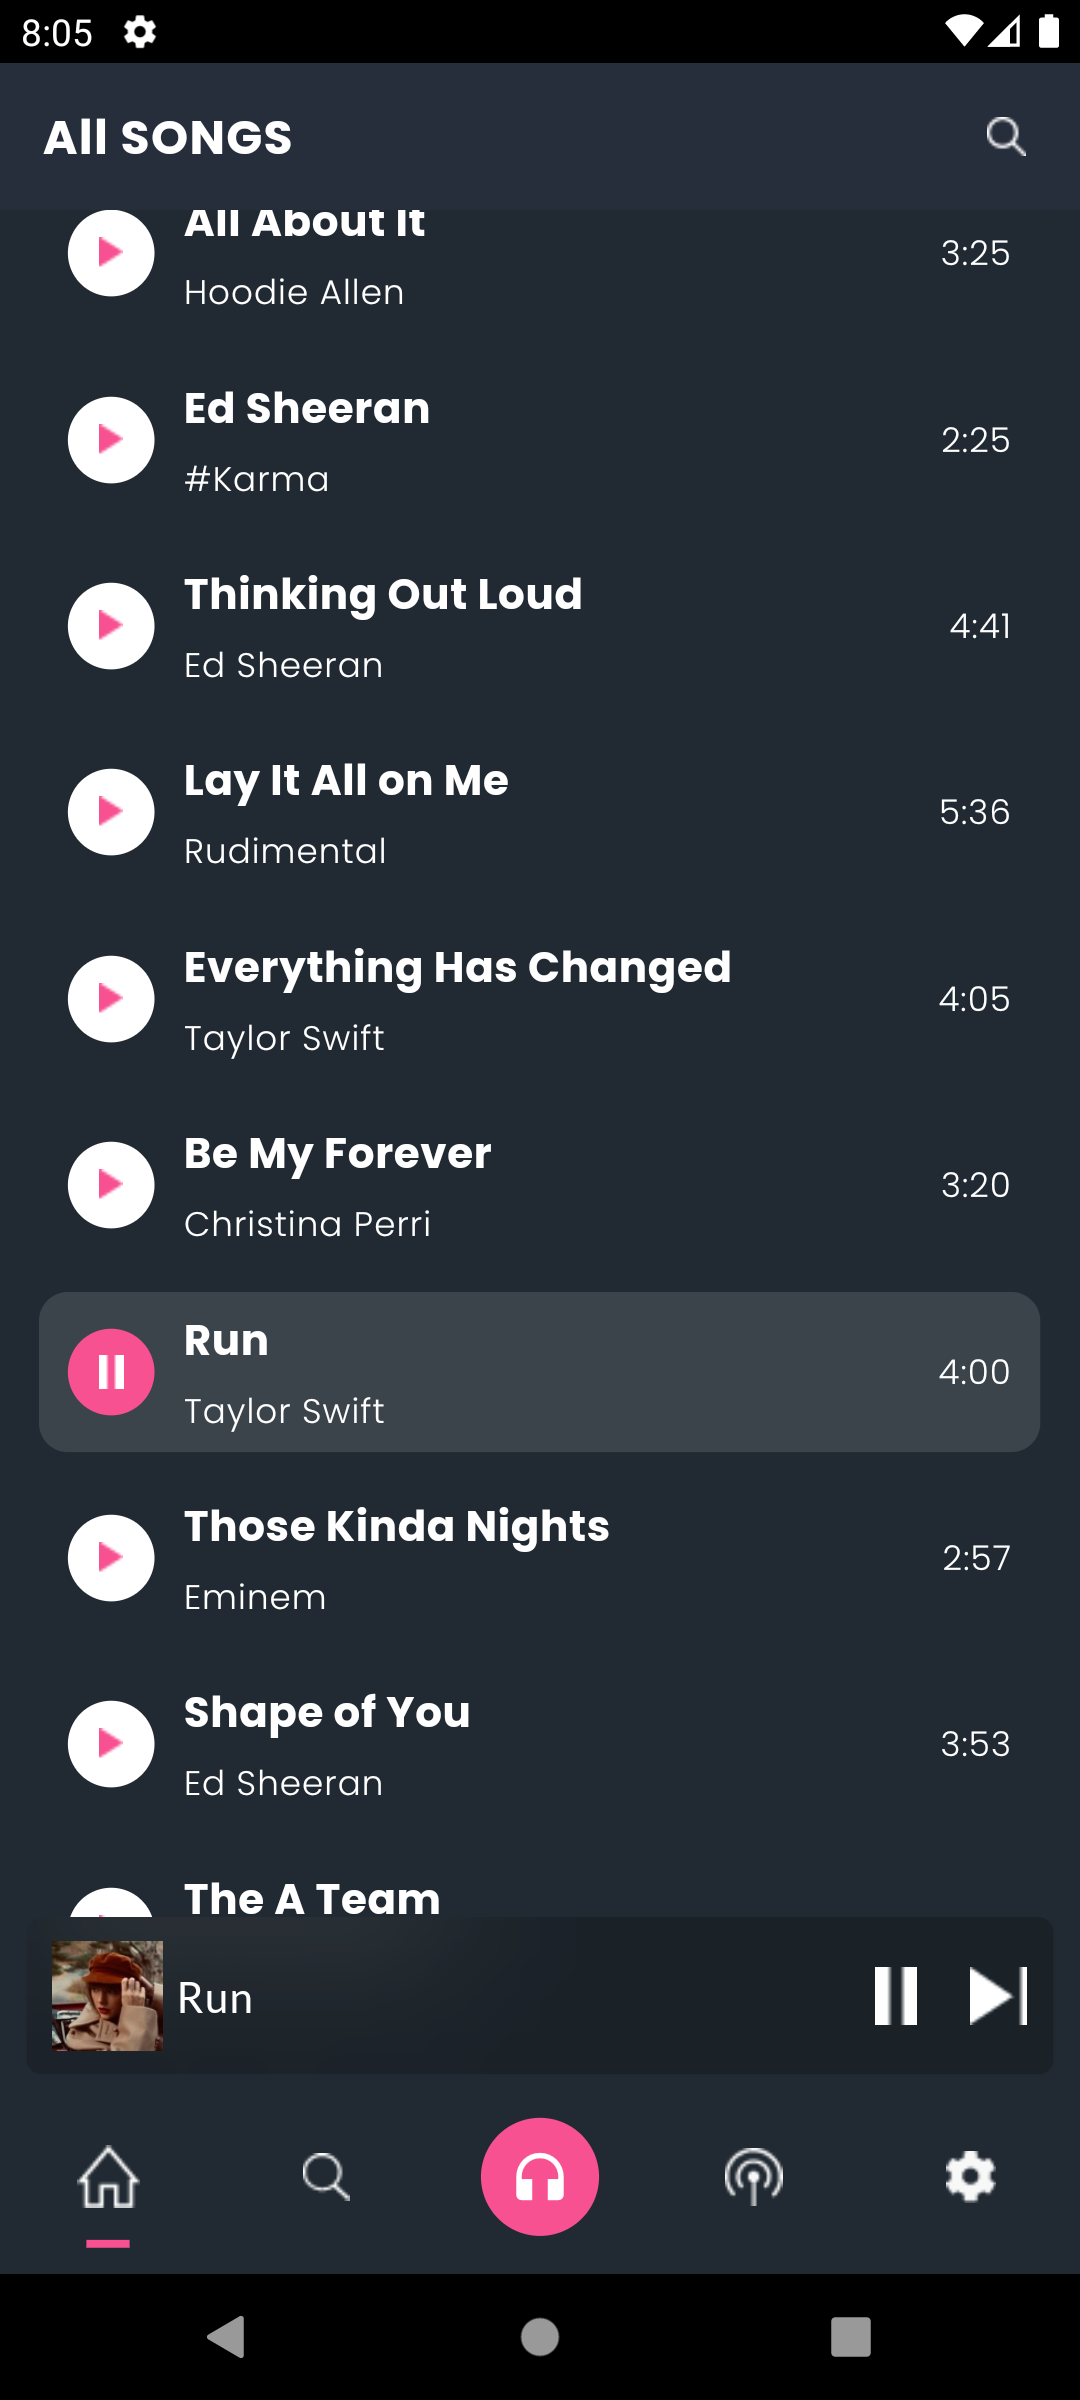 8:05
All SONGS
All About It
Hoodie Allen
3:25
Ed Sheeran
#Karma
2:25
Thinking Out Loud
Ed Sheeran
4:41
Lay It All on Me
Rudimental
5:36
Everything Has Changed
Taylor Swift
4:05
Be My Forever
Christina Perri
3:20
Run
Taylor Swift
4:00
Those Kinda Nights
Eminem
2:57
Shape of You
Ed Sheeran
3:53
The A Team
Run